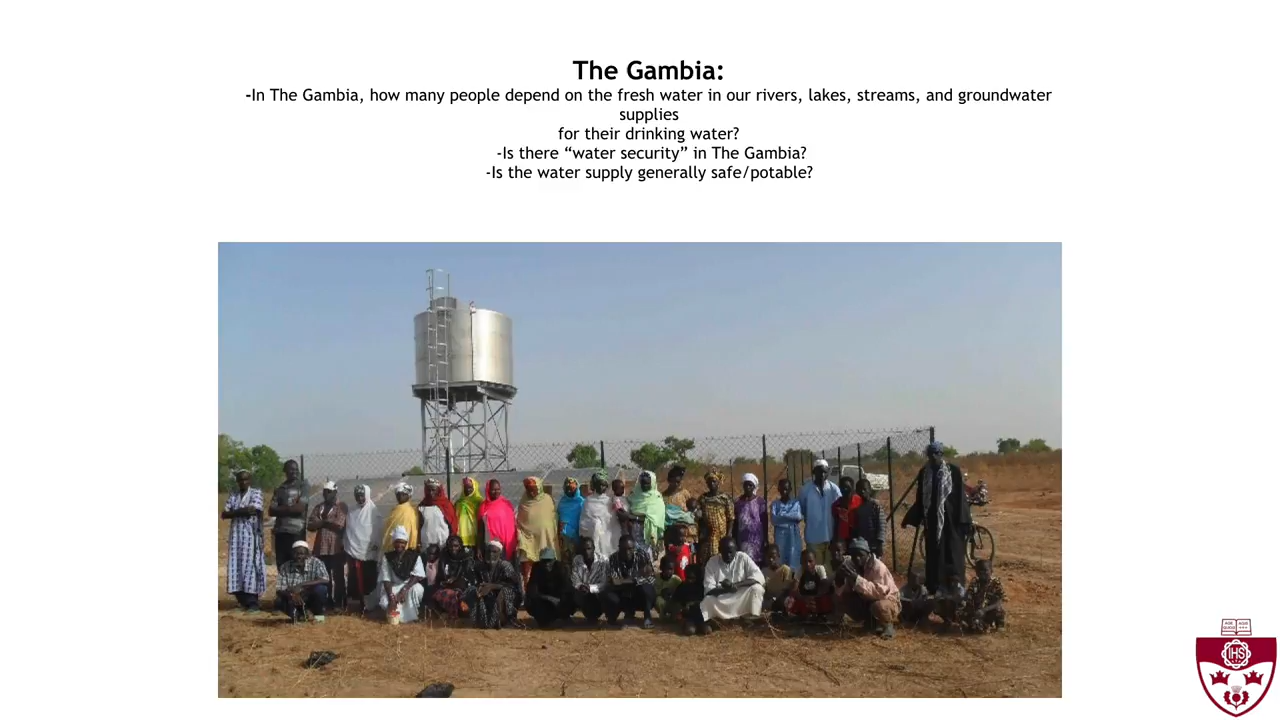 The Gambia:
-In The Gambia, how many people depend on the fresh water in our rivers, lakes, streams, and groundwater
supplies
for their drinking water?
-Is there “water security” in The Gambia?
-Is the water supply generally safe/potable?
IHS